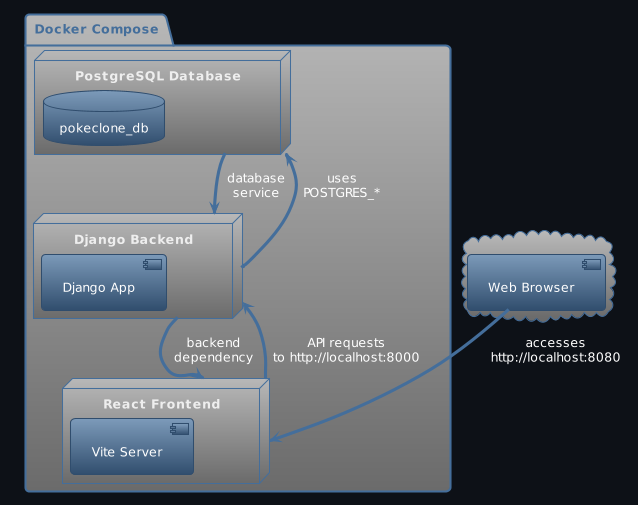 Docker Compose
PostgreSQL Database
pokeclone_db
database
service
uses
POSTGRES_*
Django Backend
Django App
Web Browser
backend
dependency
API requests
to http://localhost:8000
accesses
http://localhost:8080
React Frontend
Vite Server